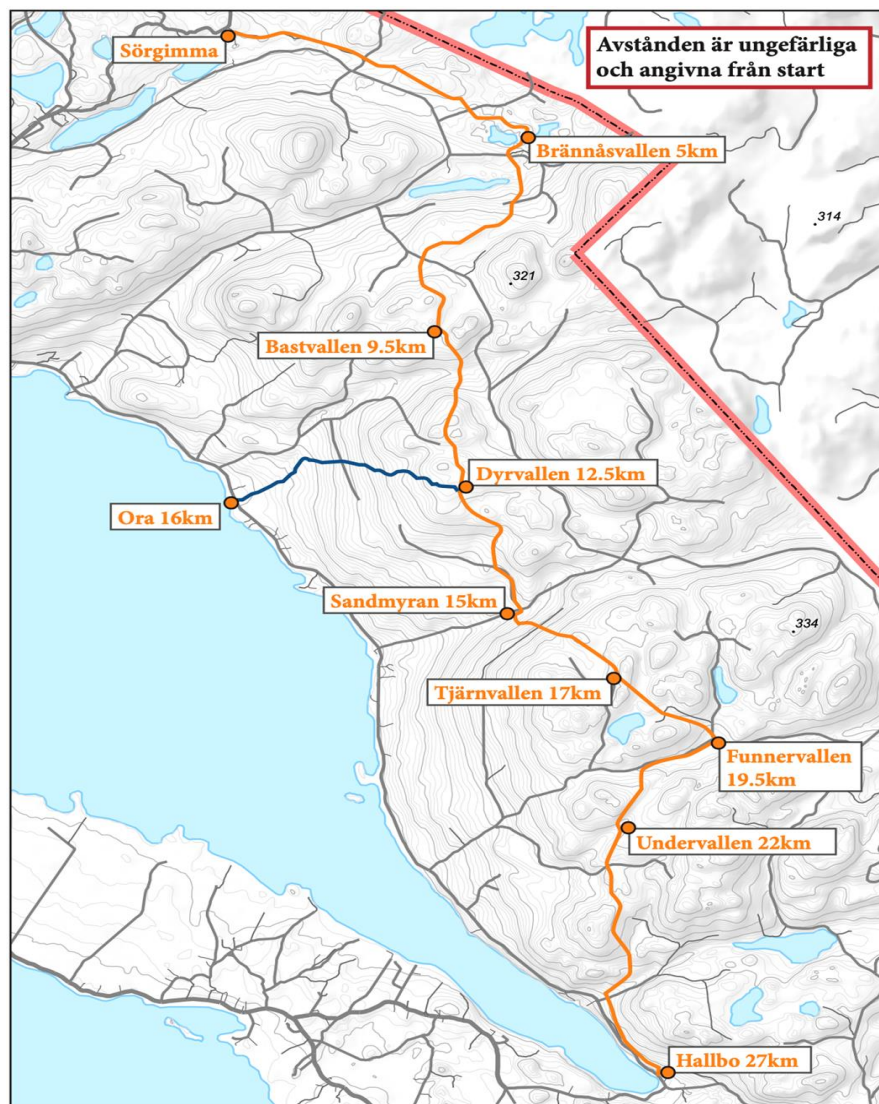 Sörgimma
Avstånden är ungefärliga
och angivna från start
Brännåsvallen 5km
314
321
Bastvallen 9.5km
Dyrvallen 12.5km
Ora 16km
Sandmyran 15km
334
Tjärnvallen 17km
Funnervallen
19.5km
Undervallen 22km
Hallbo 27km